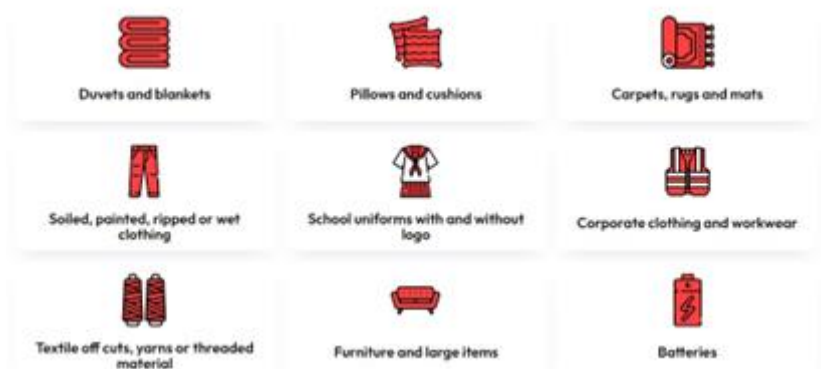 Duvets and blankets
Pillows and cushions
Carpets, rugs and mats
Soiled, painted, ripped or wet
clothing
School uniforms with and without
logo
Corporate clothing and workwear
Textile off cuts, yarns or threaded
material
Furniture and large items
Batteries